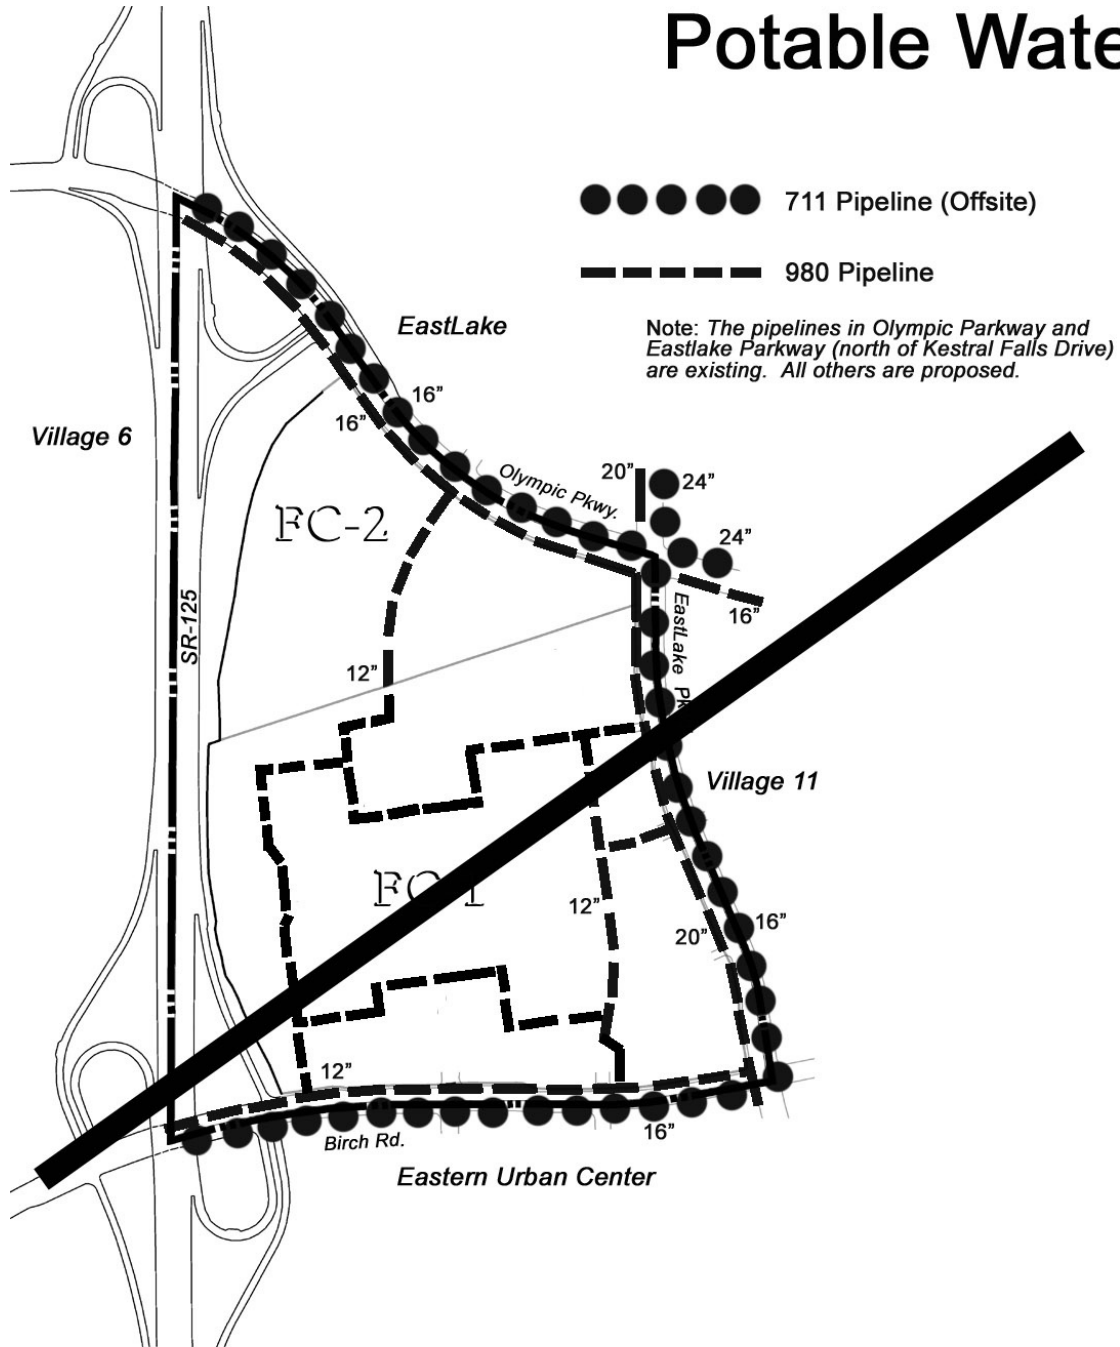 Potable Wate
711 Pipeline (Offsite)
980 Pipeline
Note: The pipelines in Olympic Parkway and
Eastlake Parkway (north of Kestral Falls Drive)
are existing. All others are proposed.
EastLake
16”
16”
Village 6
Olympic Pkwy.
20”
24”
24”
FC-2
16”
SR-125
EastLake
12”
Village 11
12”
16”
20”
12”
16”
Birch Rd.
Eastern Urban Center